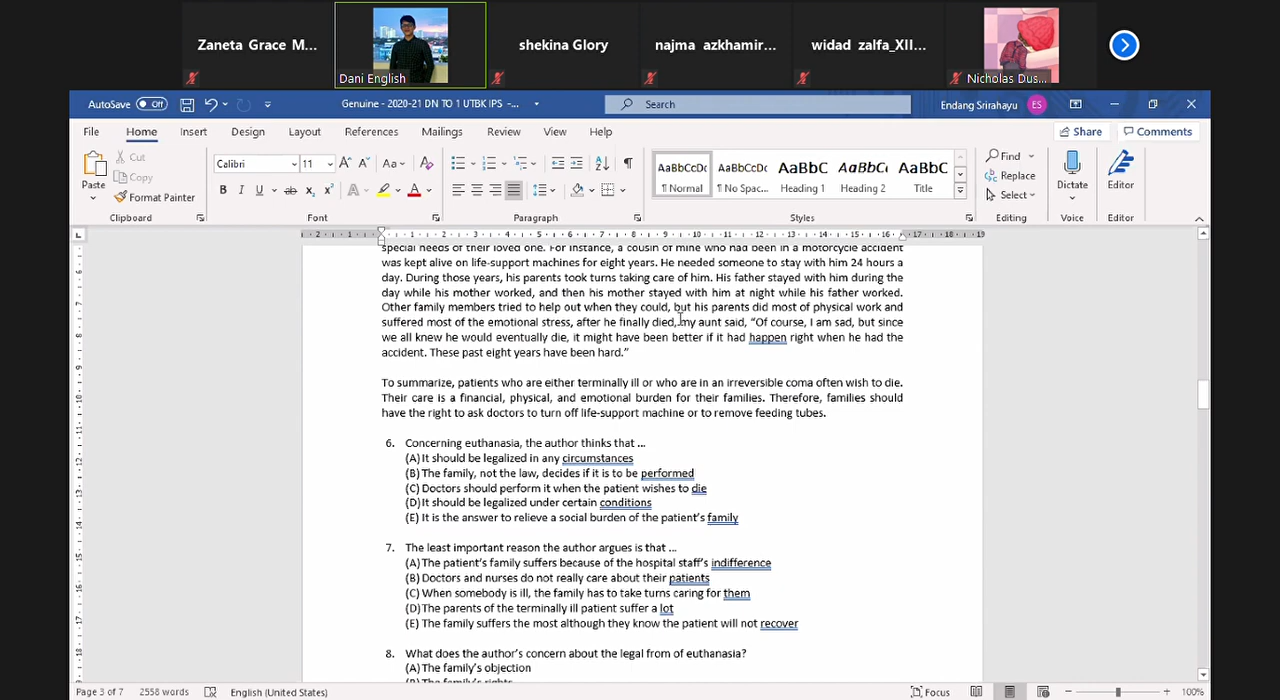 Zaneta Grace M...
Dani English
shekina Glory
najma azkhamir...
widad zalfa_XII...
Nicholas Dus...
AutoSave Off
Genuine - 2020-21 DN TO 1 UTBK IPS -...
Search
Endang Srirahayu ES
File Home Insert Design Layout References Mailings Review View Help Share Comments
Paste
Cut
Copy
Format Painter
Clipboard
Calibri 11
Font
Paragraph
AaBbCcDc
Normal
AaBbCcDc
No Spac...
AaBbC
Heading 1
AaBbCc
Heading 2
AaBbC
Title
Styles
Find
Replace
Select
Editing
Dictate
Voice
Editor
Editor
special needs of their loved one. For instance, a cousin of mine who had been in a motorcycle accident
was kept alive on life-support machines for eight years. He needed someone to stay with him 24 hours a
day. During those years, his parents took turns taking care of him. His father stayed with him during the
day while his mother worked, and then his mother stayed with him at night while his father worked.
Other family members tried to help out when they could, but his parents did most of physical work and
suffered most of the emotional stress, after he finally died, my aunt said, "Of course, I am sad, but since
we all knew he would eventually die, it might have been better if it had happen right when he had the
accident. These past eight years have been hard."
To summarize, patients who are either terminally ill or who are in an irreversible coma often wish to die.
Their care is a financial, physical, and emotional burden for their families. Therefore, families should
have the right to ask doctors to turn off life-support machine or to remove feeding tubes.
6. Concerning euthanasia, the author thinks that ...
(A) It should be legalized in any circumstances
(B) The family, not the law, decides if it is to be performed
(C) Doctors should perform it when the patient wishes to die
(D) It should be legalized under certain conditions
(E) It is the answer to relieve a social burden of the patient's family
7. The least important reason the author argues is that ...
(A) The patient's family suffers because of the hospital staff's indifference
(B) Doctors and nurses do not really care about their patients
(C) When somebody is ill, the family has to take turns caring for them
(D) The parents of the terminally ill patient suffer a lot
(E) The family suffers the most although they know the patient will not recover
8. What does the author's concern about the legal from of euthanasia?
(A) The family's objection
(B) The family's rights
Page 3 of 7 2558 words English (United States) Focus 100%